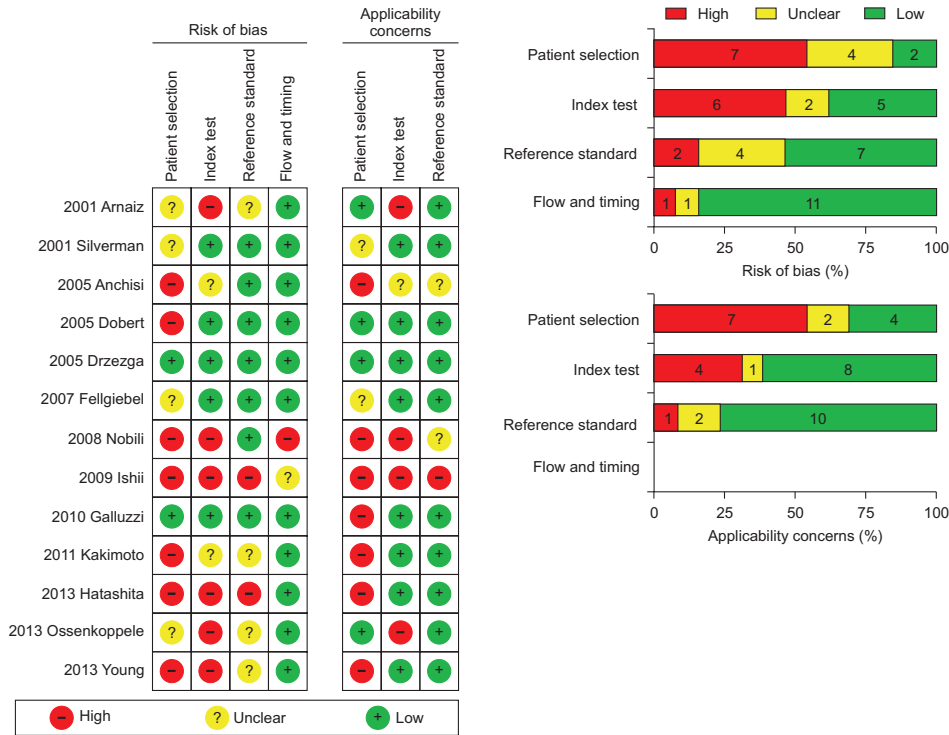 Risk of bias
Applicability
concerns
Patient selection
Index test
Reference standard
Flow and timing
Patient selection
Index test
Reference standard
2001 Arnaiz ? − ? + + − +
2001 Silverman ? + + + ? + +
2005 Anchisi − ? + + − ? ?
2005 Dobert − + + + + + +
2005 Drzezga + + + + + + +
2007 Fellgiebel ? + + + ? + +
2008 Nobili − − + − − − ?
2009 Ishii − − − ? − − −
2010 Galluzzi + + + + − + +
2011 Kakimoto − ? ? + − + +
2013 Hatashita − − − + − + +
2013 Ossenkoppele ? − ? + + − +
2013 Young − − ? + − + +
− High ? Unclear + Low
High Unclear Low
Patient selection 7 4 2
Index test 6 2 5
Reference standard 2 4 7
Flow and timing 1 1 11
0 25 50 75 100
Risk of bias (%)
Patient selection 7 2 4
Index test 4 1 8
Reference standard 1 2 10
Flow and timing
0 25 50 75 100
Applicability concerns (%)